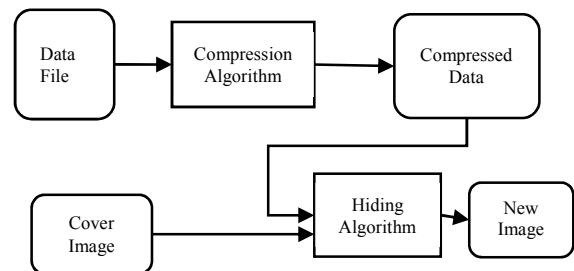 Data
File
Compression
Algorithm
Compressed
Data
Cover
Image
Hiding
Algorithm
New
Image